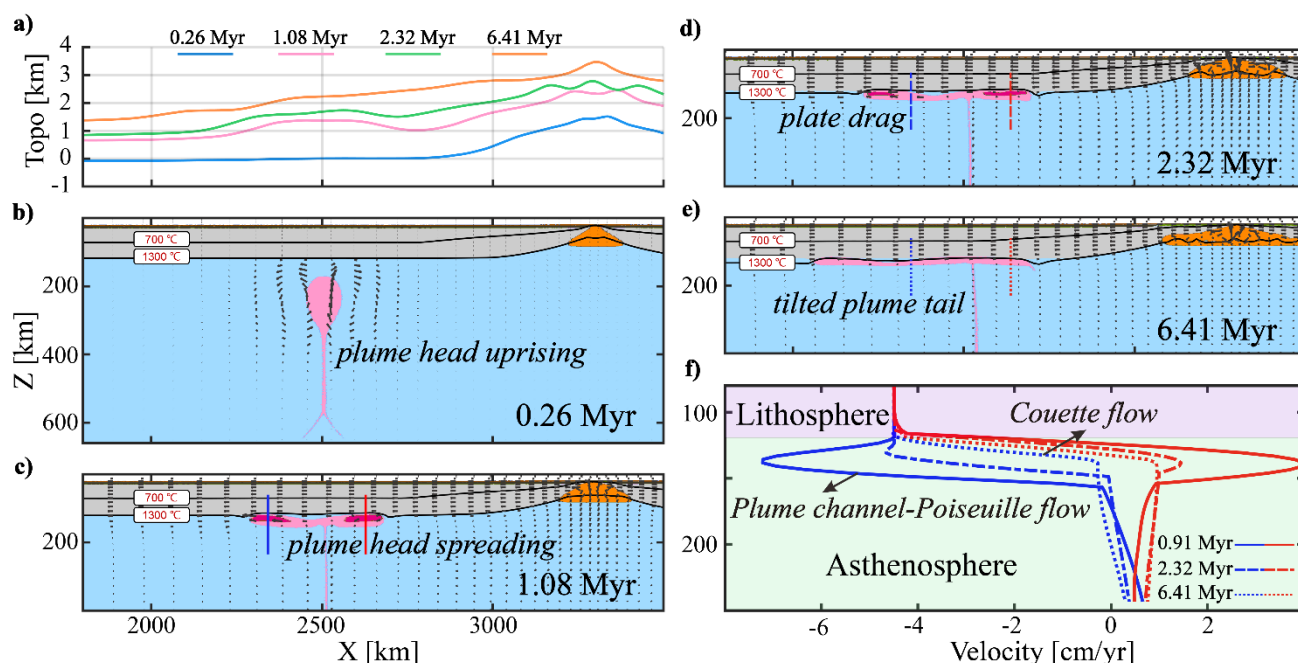 a)
0.26 Myr 1.08 Myr 2.32 Myr 6.41 Myr
Topo [km]
4
3
2
1
0
-1
b)
700 ℃
1300 ℃
Z [km]
200
400
600
plume head uprising
0.26 Myr
c)
700 ℃
1300 ℃
200
plume head spreading
1.08 Myr
2000 2500 3000
X [km]
d)
700 ℃
1300 ℃
200
plate drag
2.32 Myr
e)
700 ℃
1300 ℃
200
tilted plume tail
6.41 Myr
f)
100
200
Lithosphere
Couette flow
Plume channel-Poiseuille flow
Asthenosphere
0.91 Myr
2.32 Myr
6.41 Myr
-6 -4 -2 0 2
Velocity [cm/yr]